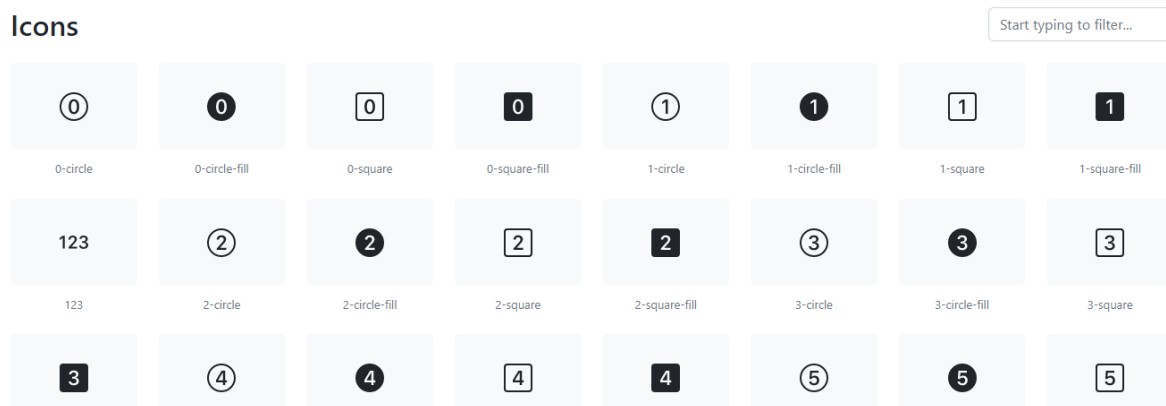 Icons
Start typing to filter...
0 0 0 0 1 1 1 1
0-circle 0-circle-fill 0-square 0-square-fill 1-circle 1-circle-fill 1-square 1-square-fill
123 2 2 2 2 3 3 3
123 2-circle 2-circle-fill 2-square 2-square-fill 3-circle 3-circle-fill 3-square
3 4 4 4 4 5 5 5